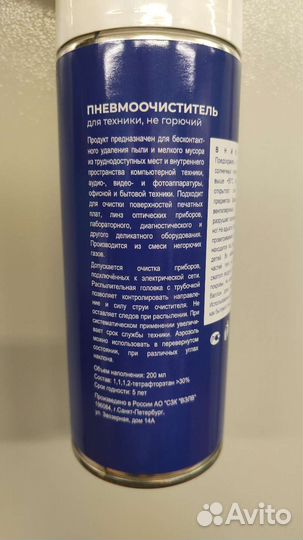 ПНЕВМООЧИСТИТЕЛЬ
для техники, не горючий
Продукт предназначен для бесконтакт-
ного удаления пыли и мелкого мусора
из труднодоступных мест и внутреннего
пространства компьютерной техники,
аудио-, видео- и фотоаппаратуры,
офисной и бытовой техники. Подходит
для очистки поверхностей печатных
плат, линз оптических приборов,
лабораторного, диагностического и
другого деликатного оборудования.
Производится из смеси негорючих
газов.
Допускается очистка приборов,
подключённых к электрической сети.
Распылительная головка с трубочкой
позволяет контролировать направле-
ние и силу струи очистителя. Не
оставляет следов при распылении. При
систематическом применении увеличи-
вает срок службы техники. Аэрозоль
можно использовать в перевернутом
состоянии, при различных углах
наклона.
Объем наполнения: 200 мл
Состав: 1,1,1,2-тетрафторэтан >30%
Срок годности: 5 лет
Произведено в России АО "СЗК "ВЗЛВ"
196084, г.Санкт-Петербург,
ул. Заозерная, дом 14А
Avito